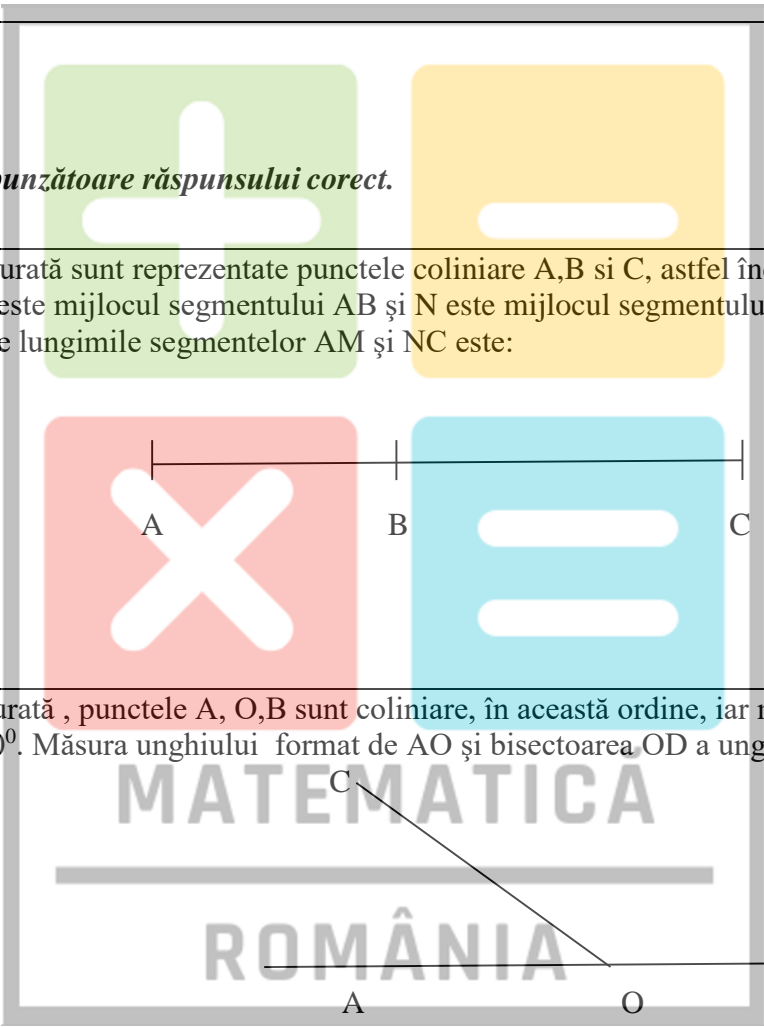 punzătoare răspunsului corect.
urată sunt reprezentate punctele coliniare A,B si C, astfel în
este mijlocul segmentului AB şi N este mijlocul segmentulu
e lungimile segmentelor AM şi NC este:
A B C
urată , punctele A, O,B sunt coliniare, în această ordine, iar
0⁰. Măsura unghiului format de AO şi bisectoarea OD a ung
MATEMATICĂ
C
ROMÂNIA
A O